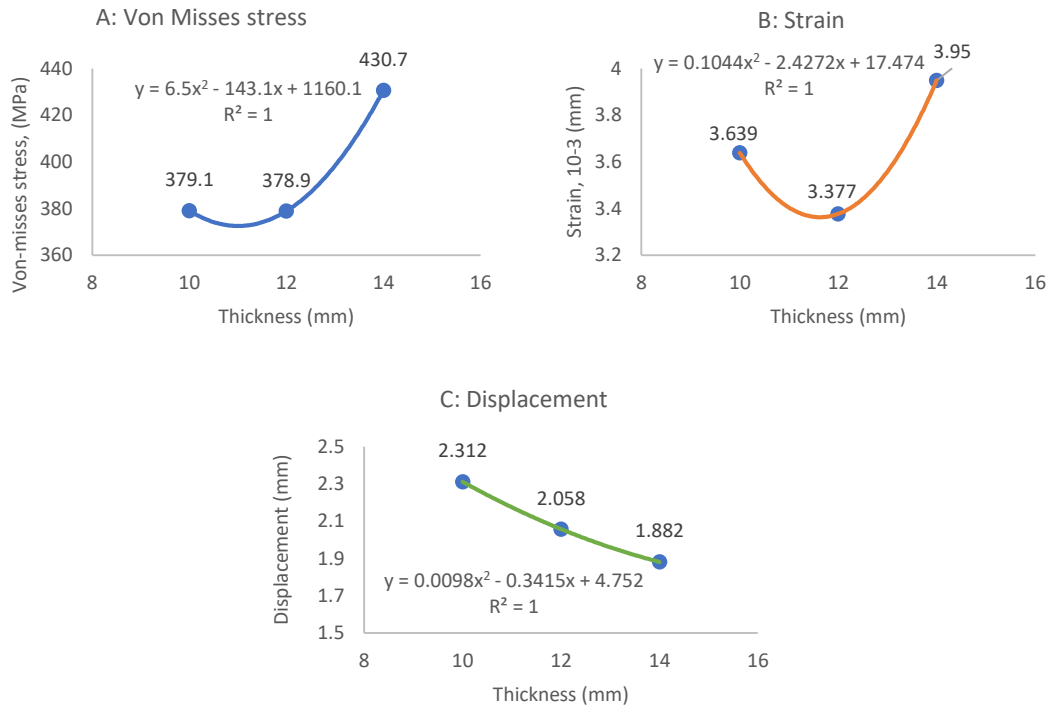 A: Von Misses stress
430.7
440
y = 6.5x² - 143.1x + 1160.1
R² = 1
420
400
379.1
378.9
380
360
8
10
12
14
16
Von-misses stress, (MPa)
Thickness (mm)
B: Strain
3.95
4
y = 0.1044x² - 2.4272x + 17.474
R² = 1
3.8
3.639
3.6
3.377
3.4
3.2
8
10
12
14
16
Strain, 10-3 (mm)
Thickness (mm)
C: Displacement
2.5
2.312
2.3
2.058
2.1
1.882
1.9
y = 0.0098x² - 0.3415x + 4.752
R² = 1
1.7
1.5
8
10
12
14
16
Displacement (mm)
Thickness (mm)